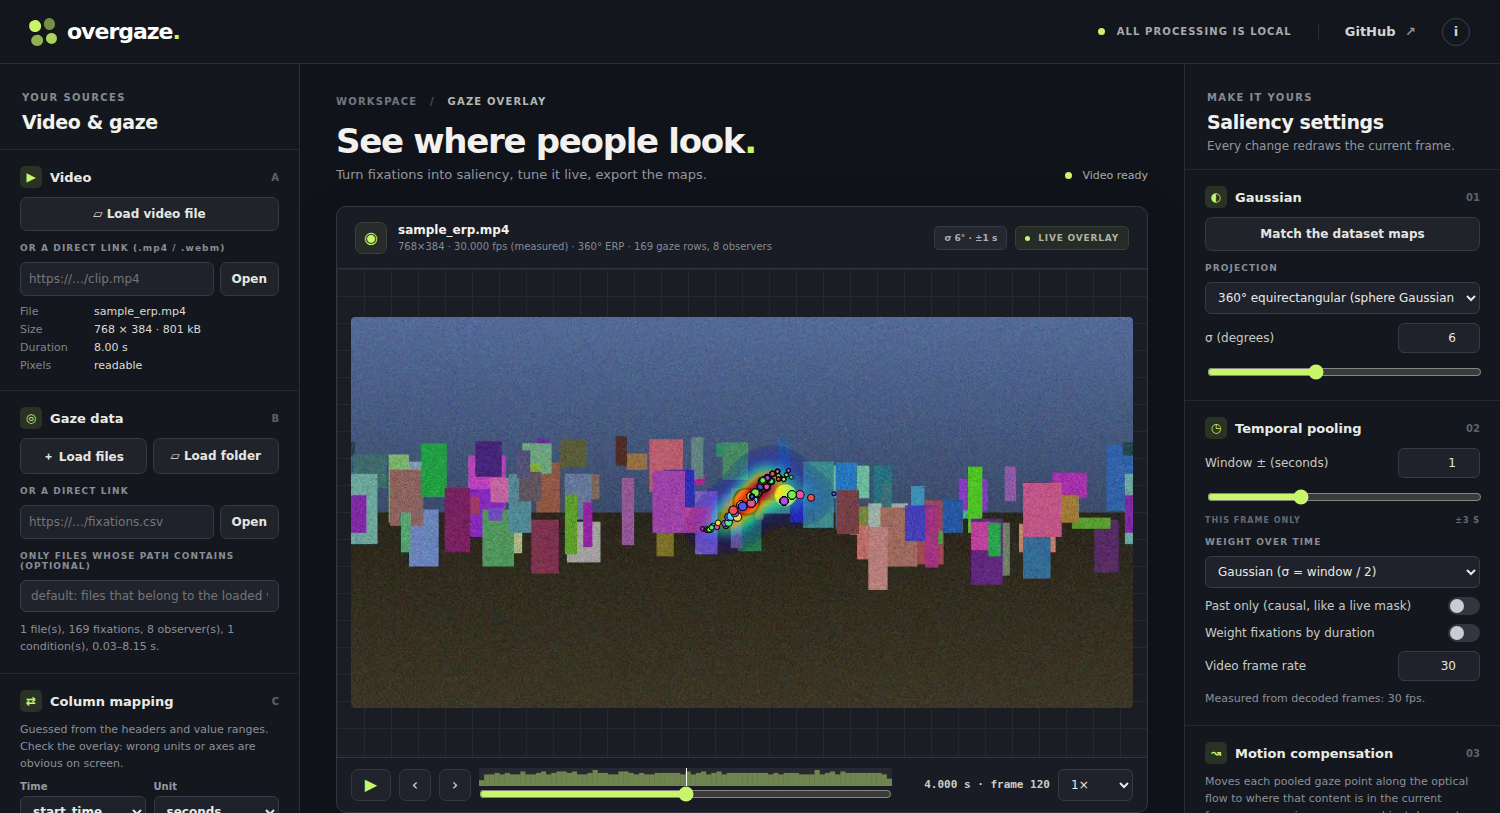 overgaze.
ALL PROCESSING IS LOCAL
GitHub ↗
i
YOUR SOURCES
Video & gaze
▶ Video A
▱ Load video file
OR A DIRECT LINK (.mp4 / .webm)
https://…/clip.mp4 Open
File sample_erp.mp4
Size 768 × 384 · 801 kB
Duration 8.00 s
Pixels readable
◎ Gaze data B
+ Load files ▱ Load folder
OR A DIRECT LINK
https://…/fixations.csv Open
ONLY FILES WHOSE PATH CONTAINS
(OPTIONAL)
default: files that belong to the loaded
1 file(s), 169 fixations, 8 observer(s), 1
condition(s), 0.03–8.15 s.
⇄ Column mapping C
Guessed from the headers and value ranges.
Check the overlay: wrong units or axes are
obvious on screen.
Time Unit
start_time seconds
WORKSPACE / GAZE OVERLAY
See where people look.
Turn fixations into saliency, tune it live, export the maps.
Video ready
◉ sample_erp.mp4
768×384 · 30.000 fps (measured) · 360° ERP · 169 gaze rows, 8 observers
σ 6° · ±1 s
LIVE OVERLAY
▶ ‹ › 4.000 s · frame 120 1×
MAKE IT YOURS
Saliency settings
Every change redraws the current frame.
◐ Gaussian 01
Match the dataset maps
PROJECTION
360° equirectangular (sphere Gaussian
σ (degrees) 6
◷ Temporal pooling 02
Window ± (seconds) 1
THIS FRAME ONLY ±3 S
WEIGHT OVER TIME
Gaussian (σ = window / 2)
Past only (causal, like a live mask)
Weight fixations by duration
Video frame rate 30
Measured from decoded frames: 30 fps.
↝ Motion compensation 03
Moves each pooled gaze point along the optical
flow to where that content is in the current